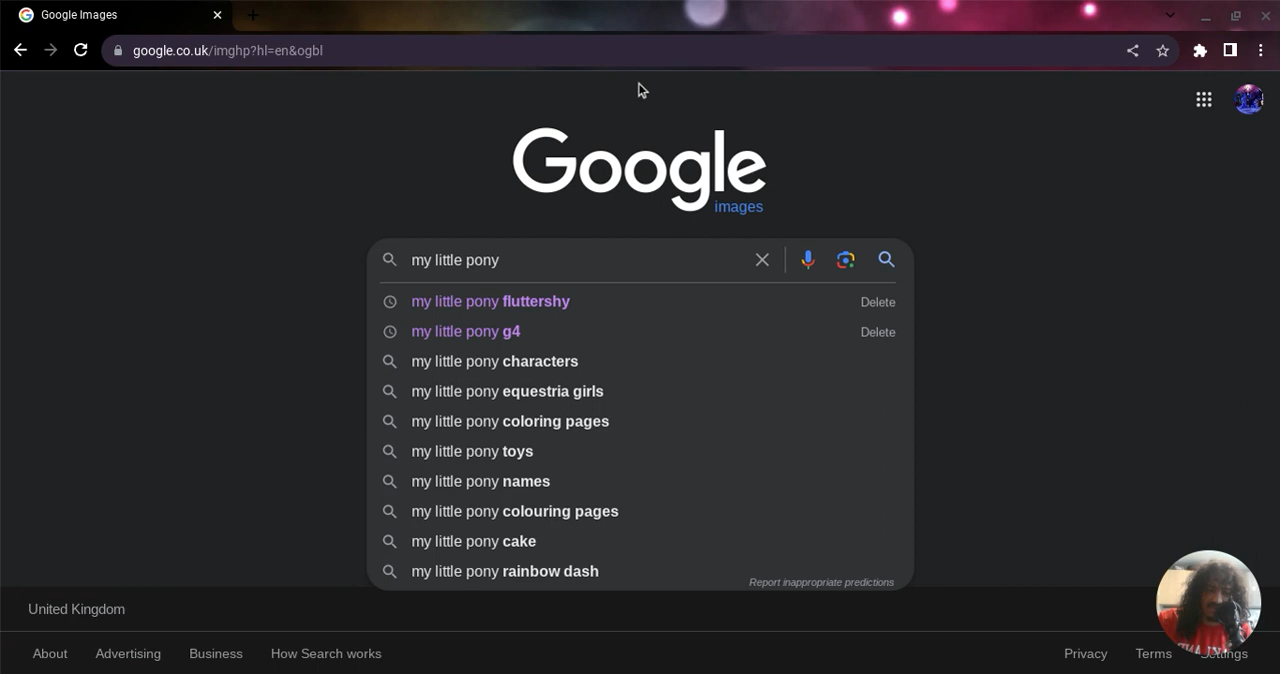 Google Images
google.co.uk/imghp?hl=en&ogbl
Google
images
my little pony
my little pony fluttershy Delete
my little pony g4 Delete
my little pony characters
my little pony equestria girls
my little pony coloring pages
my little pony toys
my little pony names
my little pony colouring pages
my little pony cake
my little pony rainbow dash
Report inappropriate predictions
United Kingdom
About Advertising Business How Search works Privacy Terms Settings